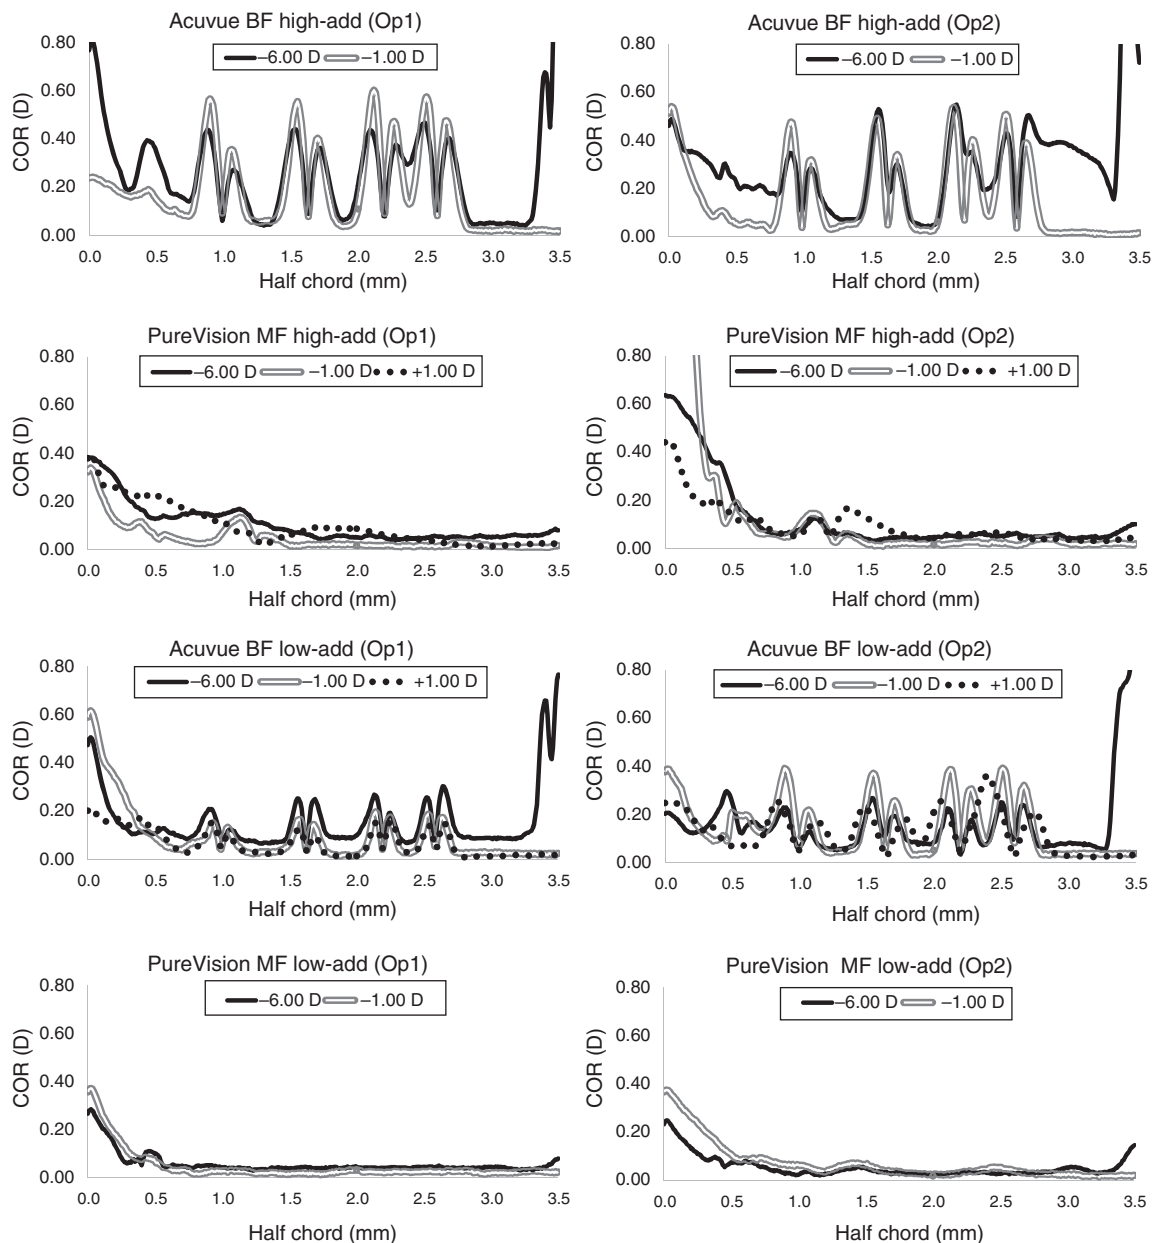 Acuvue BF high-add (Op1)
–6.00 D –1.00 D
0.80
0.60
0.40
0.20
0.00
COR (D)
0.0 0.5 1.0 1.5 2.0 2.5 3.0 3.5
Half chord (mm)
Acuvue BF high-add (Op2)
–6.00 D –1.00 D
0.80
0.60
0.40
0.20
0.00
COR (D)
0.0 0.5 1.0 1.5 2.0 2.5 3.0 3.5
Half chord (mm)
PureVision MF high-add (Op1)
–6.00 D –1.00 D +1.00 D
0.80
0.60
0.40
0.20
0.00
COR (D)
0.0 0.5 1.0 1.5 2.0 2.5 3.0 3.5
Half chord (mm)
PureVision MF high-add (Op2)
–6.00 D –1.00 D +1.00 D
0.80
0.60
0.40
0.20
0.00
COR (D)
0.0 0.5 1.0 1.5 2.0 2.5 3.0 3.5
Half chord (mm)
Acuvue BF low-add (Op1)
–6.00 D –1.00 D +1.00 D
0.80
0.60
0.40
0.20
0.00
COR (D)
0.0 0.5 1.0 1.5 2.0 2.5 3.0 3.5
Half chord (mm)
Acuvue BF low-add (Op2)
–6.00 D –1.00 D +1.00 D
0.80
0.60
0.40
0.20
0.00
COR (D)
0.0 0.5 1.0 1.5 2.0 2.5 3.0 3.5
Half chord (mm)
PureVision MF low-add (Op1)
–6.00 D –1.00 D
0.80
0.60
0.40
0.20
0.00
COR (D)
0.0 0.5 1.0 1.5 2.0 2.5 3.0 3.5
Half chord (mm)
PureVision MF low-add (Op2)
–6.00 D –1.00 D
0.80
0.60
0.40
0.20
0.00
COR (D)
0.0 0.5 1.0 1.5 2.0 2.5 3.0 3.5
Half chord (mm)